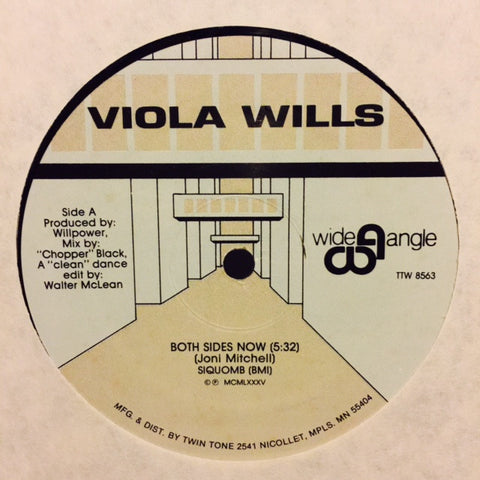 VIOLA WILLS
Side A
Produced by:
Willpower,
Mix by:
"Chopper" Black,
A "clean" dance
edit by:
Walter McLean
wide angle
TTW 8563
BOTH SIDES NOW (5:32)
(Joni Mitchell)
SIQUOMB (BMI)
©℗ MCMLXXXV
MFG. & DIST. BY TWIN TONE 2541 NICOLLET, MPLS. MN 55404